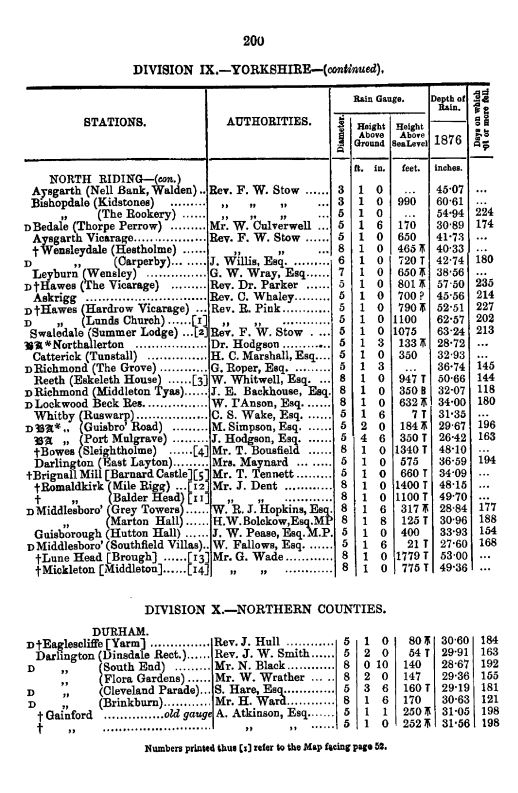 200
DIVISION IX.—YORKSHIRE—(continued).
STATIONS. AUTHORITIES. Rain Gauge. Depth of Rain. Days on which ·01 or more fell.
Diameter. Height Above Ground Height Above Sea Level 1876
ft. in. feet. inches.
NORTH RIDING—(con.)
Aysgarth (Nell Bank, Walden) .. Rev. F. W. Stow ...... 3 1 0 ... 45·07 ...
Bishopdale (Kidstones) ......... „ „ „ ... 3 1 0 990 60·61 ...
„ (The Rookery) ...... „ „ „ ... 5 1 0 ... 54·94 224
D Bedale (Thorpe Perrow) ......... Mr. W. Culverwell ... 5 1 6 170 30·89 174
Aysgarth Vicarage............... Rev. F. W. Stow ...... 5 1 0 650 41·73 ...
† Wensleydale (Hestholme) ...... „ „ ... 8 1 0 465 40·33 ...
D „ (Carperby)......... J. Willis, Esq. ......... 6 1 0 720 T 42·74 180
Leyburn (Wensley) ............ G. W. Wray, Esq....... 7 1 0 650 38·56 ...
D†Hawes (The Vicarage) ......... Rev. Dr. Parker ...... 5 1 0 801 57·50 235
Askrigg ........................ Rev. C. Whaley......... 5 1 0 700 ? 45·56 214
D†Hawes (Hardrow Vicarage) ... Rev. R. Pink............ 5 1 0 790 52·51 227
D „ (Lunds Church) ......[1] „ „ ............ 5 1 0 1100 62·57 202
Swaledale (Summer Lodge) ...[2] Rev. F. W. Stow . ... 5 1 0 1075 63·24 213
*Northallerton Dr. Hodgson ......... 5 1 3 133 28·72 ...
Catterick (Tunstall) ............... H. C. Marshall, Esq.... 5 1 0 350 32·93 ...
D Richmond (The Grove) ............ G. Roper, Esq. ......... 5 1 3 ... 36·74 145
Reeth (Eskeleth House) ......[3] W. Whitwell, Esq. ... 8 1 0 947 T 50·66 144
D Richmond (Middleton Tyas)...... J. E. Backhouse, Esq. 8 1 0 350 B 32·07 118
D Lockwood Beck Res............... W. I'Anson, Esq. ...... 8 1 0 632 34·00 180
Whitby (Ruswarp)............... C. S. Wake, Esq. ...... 5 1 6 7 T 31·35 ...
D „ (Guisbro' Road) ......... M. Simpson, Esq. ...... 5 2 0 184 29·67 196
„ (Port Mulgrave) ......... J. Hodgson, Esq. ...... 5 4 6 350 T 26·42 163
†Bowes (Sleightholme) ......[4] Mr. T. Bousfield ...... 8 1 0 1340 T 48·10 ...
Darlington (East Layton)......... Mrs. Maynard ... ...... 5 1 0 575 36·59 194
†Brignall Mill [Barnard Castle][5] Mr. T. Tennett ......... 5 1 0 660 T 34·09 ...
†Romaldkirk (Mile Rigg) ...[12] Mr. J. Dent ............ 8 1 0 1400 T 48·15 ...
† „ (Balder Head) [11] „ „ ............ 8 1 0 1100 T 49·70 ...
D Middlesboro' (Grey Towers) ...... W. R. J. Hopkins, Esq. 8 1 6 317 28·84 177
„ (Marton Hall) ...... H.W. Bolckow, Esq. MP 8 1 8 125 T 30·96 188
Guisborough (Hutton Hall) ...... J. W. Pease, Esq. M.P. 5 1 0 400 33·93 154
D Middlesboro' (Southfield Villas).. W. Fallows, Esq. ...... 5 1 6 21 T 27·60 168
†Lune Head [Brough] ......[13] Mr. G. Wade............ 8 1 0 1779 T 53·00 ...
†Mickleton [Middleton]......[14] „ „ ............ 8 1 0 775 T 49·36 ...
DIVISION X.—NORTHERN COUNTIES.
DURHAM.
D†Eaglescliffe [Yarm] ............... Rev. J. Hull ............ 5 1 0 80 30·60 184
Darlington (Dinsdale Rect.)...... Rev. J. W. Smith...... 5 2 0 54 T 29·91 163
D „ (South End) ......... Mr. N. Black............ 8 0 10 140 28·67 192
„ (Flora Gardens) ...... Mr. W. Wrather ... .. 8 2 0 147 29·36 155
D „ (Cleveland Parade)... S. Hare, Esq............ 5 3 6 160 T 29·19 181
D „ (Brinkburn)............ Mr. H. Ward............ 8 1 6 170 30·63 121
† Gainford ...............old gauge A. Atkinson, Esq....... 5 1 1 250 31·05 198
† „ ........................ „ „ ...... 5 1 0 252 31·56 198
Numbers printed thus [1] refer to the Map facing page 52.